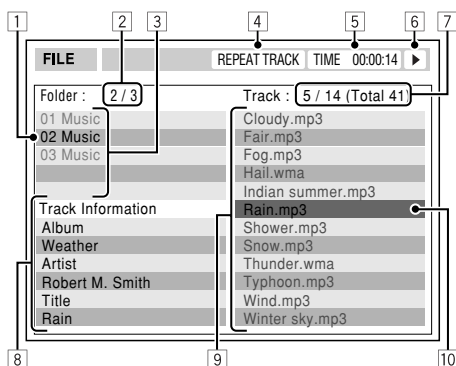 1 2 3 4 5 6 7
FILE REPEAT TRACK TIME 00:00:14
Folder : 2 / 3 Track : 5 / 14 (Total 41)
01 Music
02 Music
03 Music
Track Information
Album
Weather
Artist
Robert M. Smith
Title
Rain
Cloudy.mp3
Fair.mp3
Fog.mp3
Hail.wma
Indian summer.mp3
Rain.mp3
Shower.mp3
Snow.mp3
Thunder.wma
Typhoon.mp3
Wind.mp3
Winter sky.mp3
8 9 10